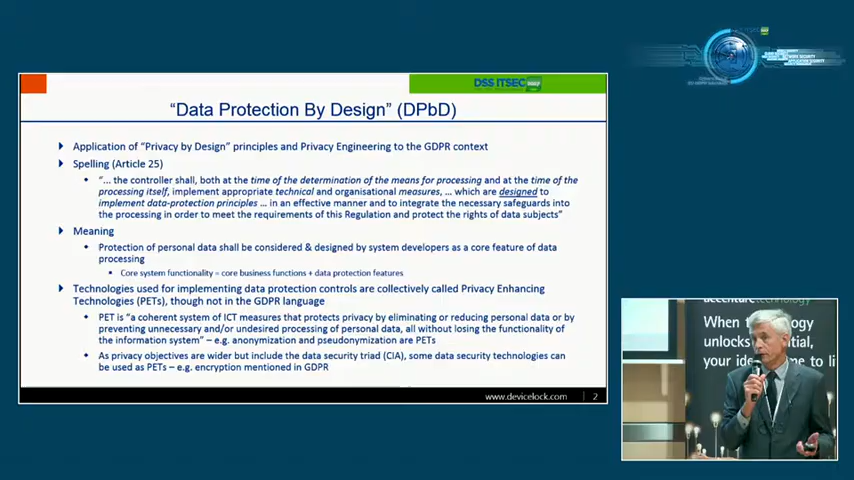 DSS ITSEC
"Data Protection By Design" (DPbD)
Application of "Privacy by Design" principles and Privacy Engineering to the GDPR context
Spelling (Article 25)
"... the controller shall, both at the time of the determination of the means for processing and at the time of the
processing itself, implement appropriate technical and organisational measures, ... which are designed to
implement data-protection principles ... in an effective manner and to integrate the necessary safeguards into
the processing in order to meet the requirements of this Regulation and protect the rights of data subjects"
Meaning
Protection of personal data shall be considered & designed by system developers as a core feature of data
processing
Core system functionality = core business functions + data protection features
Technologies used for implementing data protection controls are collectively called Privacy Enhancing
Technologies (PETs), though not in the GDPR language
PET is "a coherent system of ICT measures that protects privacy by eliminating or reducing personal data or by
preventing unnecessary and/or undesired processing of personal data, all without losing the functionality of
the information system" – e.g. anonymization and pseudonymization are PETs
As privacy objectives are wider but include the data security triad (CIA), some data security technologies can
be used as PETs – e.g. encryption mentioned in GDPR
www.devicelock.com
2
accenturetechnology
When
unlocks
your
to li